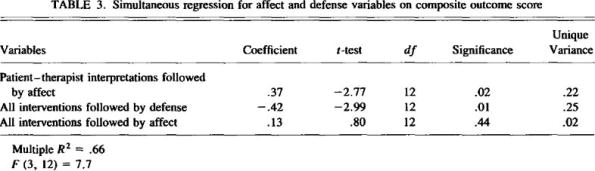 TABLE 3. Simultaneous regression for affect and defense variables on composite outcome score
Unique
Variables Coefficient t-test df Significance Variance
Patient–therapist interpretations followed
by affect .37 −2.77 12 .02 .22
All interventions followed by defense −.42 −2.99 12 .01 .25
All interventions followed by affect .13 .80 12 .44 .02
Multiple R² = .66
F (3, 12) = 7.7